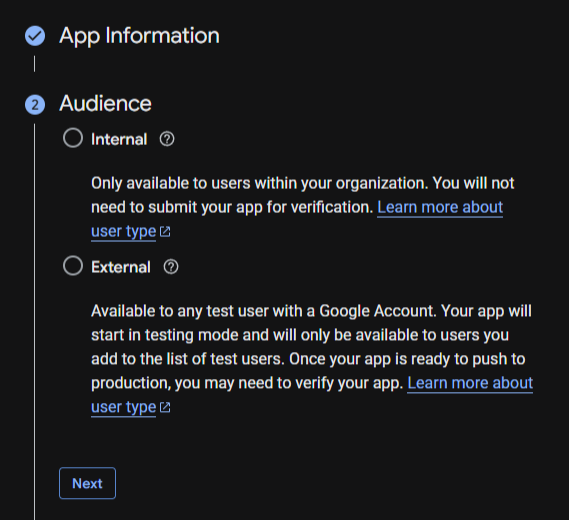 App Information
2 Audience
Internal
Only available to users within your organization. You will not
need to submit your app for verification. Learn more about
user type
External
Available to any test user with a Google Account. Your app will
start in testing mode and will only be available to users you
add to the list of test users. Once your app is ready to push to
production, you may need to verify your app. Learn more about
user type
Next